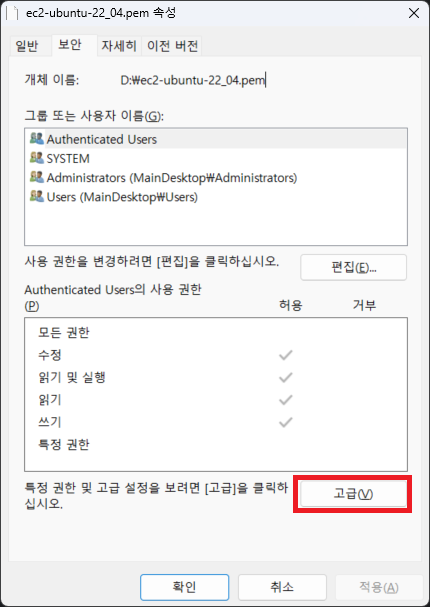 ec2-ubuntu-22_04.pem 속성
일반 보안 자세히 이전 버전
개체 이름: D:\ec2-ubuntu-22_04.pem
그룹 또는 사용자 이름(G):
Authenticated Users
SYSTEM
Administrators (MainDesktop\Administrators)
Users (MainDesktop\Users)
사용 권한을 변경하려면 [편집]을 클릭하십시오.
편집(E)...
Authenticated Users의 사용 권한
(P) 허용 거부
모든 권한
수정
읽기 및 실행
읽기
쓰기
특정 권한
특정 권한 및 고급 설정을 보려면 [고급]을 클릭하
십시오.
고급(V)
확인 취소 적용(A)